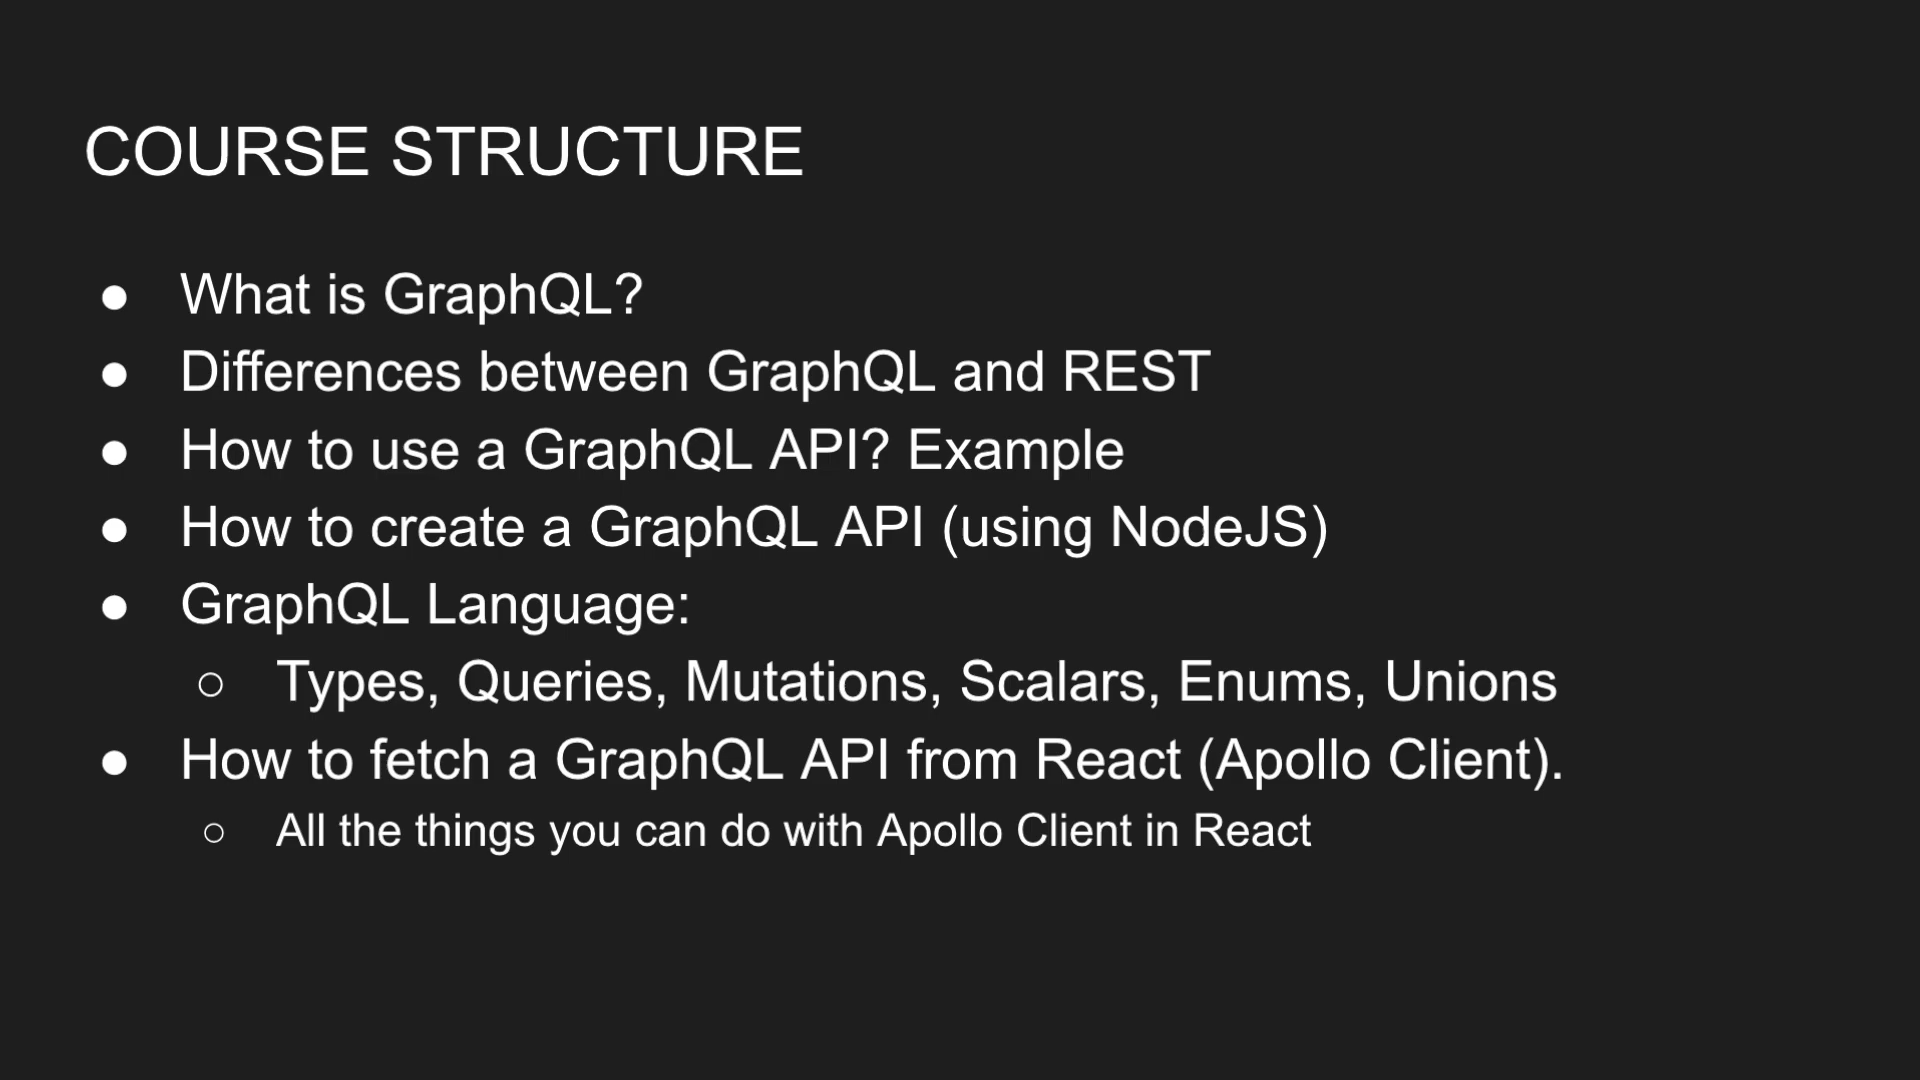 COURSE STRUCTURE
● What is GraphQL?
● Differences between GraphQL and REST
● How to use a GraphQL API? Example
● How to create a GraphQL API (using NodeJS)
● GraphQL Language:
○ Types, Queries, Mutations, Scalars, Enums, Unions
● How to fetch a GraphQL API from React (Apollo Client).
○ All the things you can do with Apollo Client in React